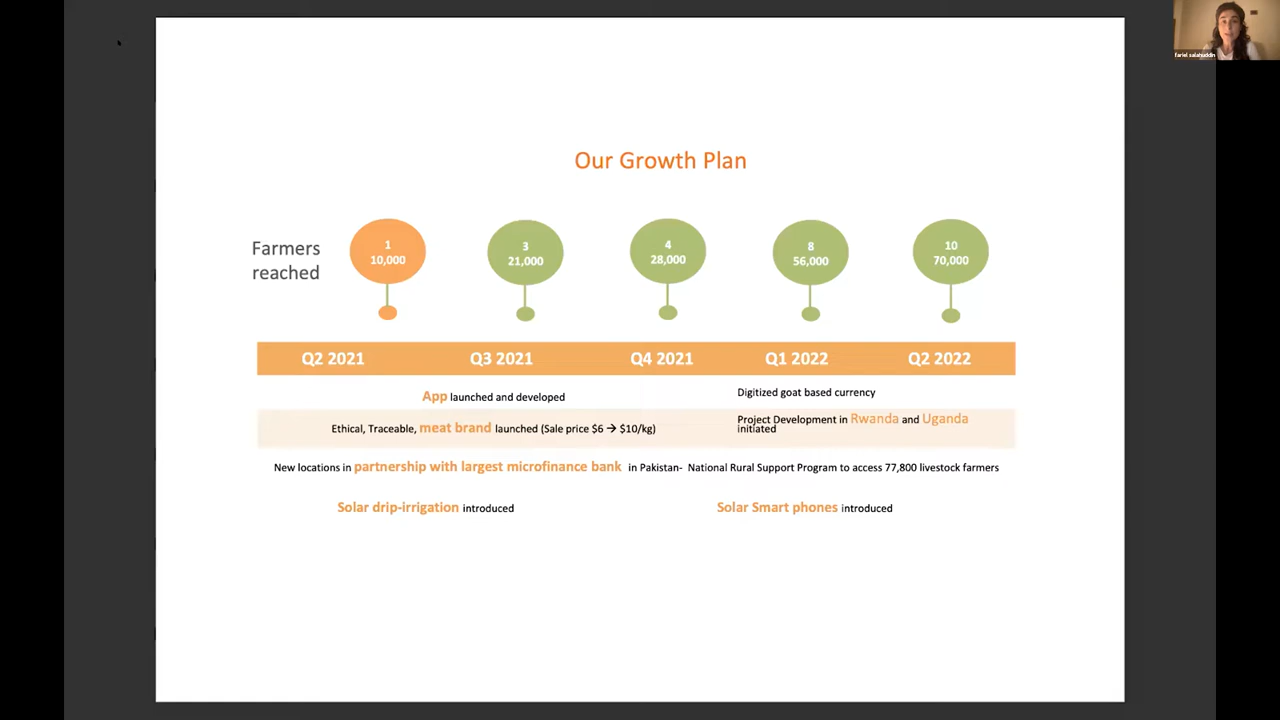 fariel salahuddin
Our Growth Plan
Farmers
reached
1
10,000
3
21,000
4
28,000
8
56,000
10
70,000
Q2 2021 Q3 2021 Q4 2021 Q1 2022 Q2 2022
App launched and developed
Digitized goat based currency
Ethical, Traceable, meat brand launched (Sale price $6 → $10/kg)
Project Development in Rwanda and Uganda
initiated
New locations in partnership with largest microfinance bank in Pakistan- National Rural Support Program to access 77,800 livestock farmers
Solar drip-irrigation introduced
Solar Smart phones introduced